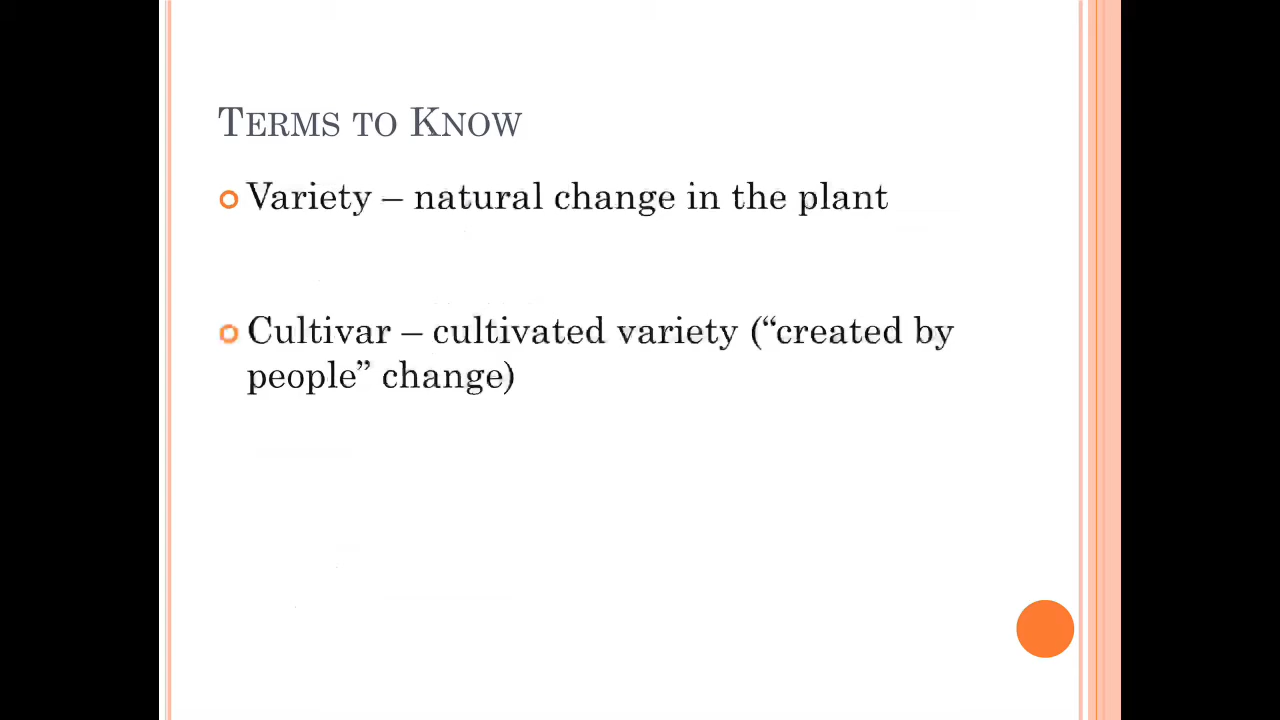 Terms to Know
Variety – natural change in the plant
Cultivar – cultivated variety (“created by
people” change)